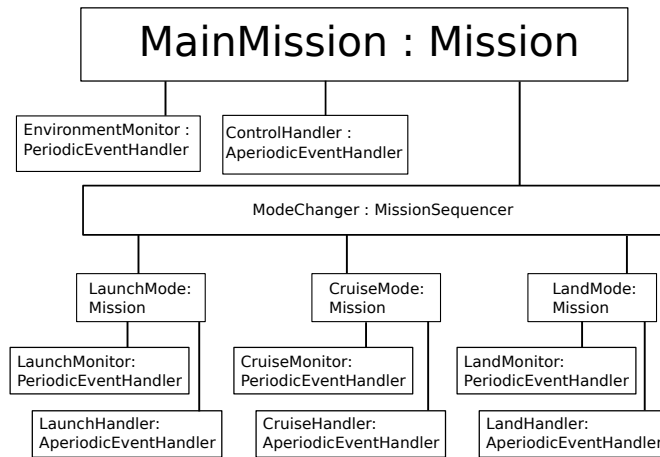 MainMission : Mission
EnvironmentMonitor :
PeriodicEventHandler
ControlHandler :
AperiodicEventHandler
ModeChanger : MissionSequencer
LaunchMode:
Mission
CruiseMode:
Mission
LandMode:
Mission
LaunchMonitor:
PeriodicEventHandler
CruiseMonitor:
PeriodicEventHandler
LandMonitor:
PeriodicEventHandler
LaunchHandler:
AperiodicEventHandler
CruiseHandler:
AperiodicEventHandler
LandHandler:
AperiodicEventHandler